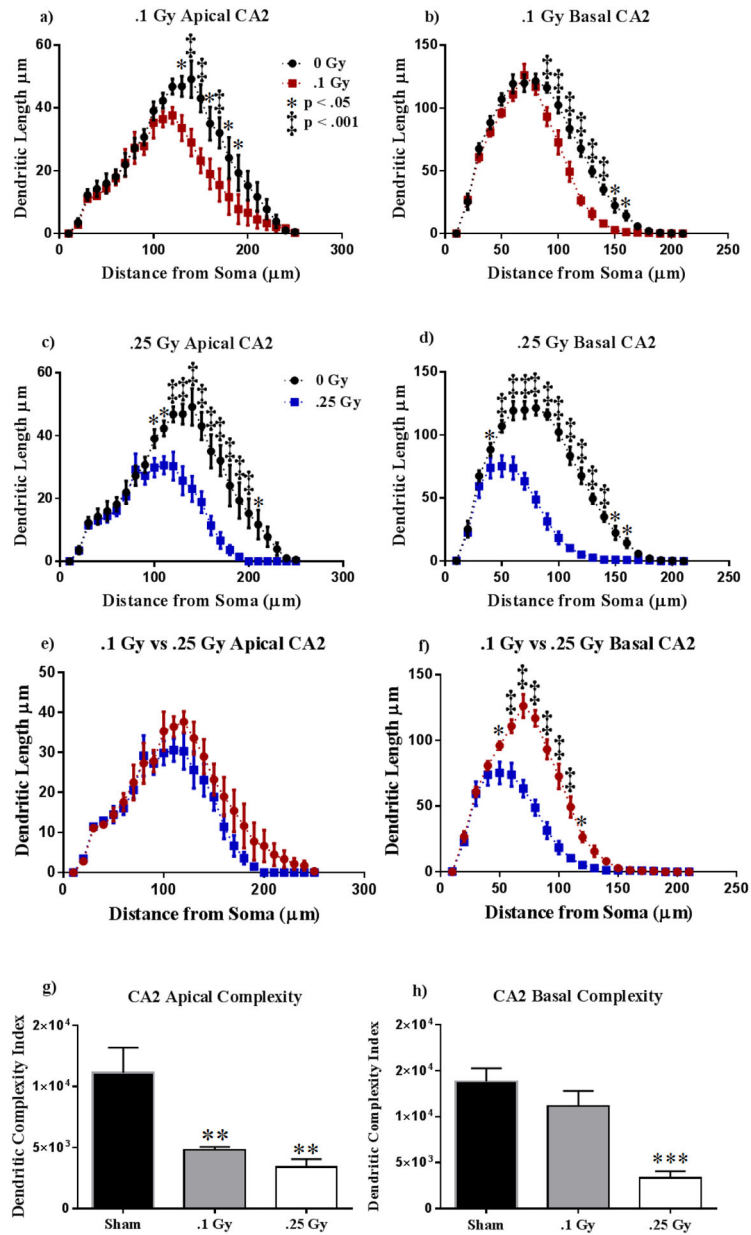 a)
.1 Gy Apical CA2
Dendritic Length μm
60
40
20
0
0
100
200
300
Distance from Soma (μm)
0 Gy
.1 Gy
* p < .05
‡ p < .001
* ‡ ‡ * ‡ * *
b)
.1 Gy Basal CA2
Dendritic Length μm
150
100
50
0
0
50
100
150
200
250
Distance from Soma (μm)
‡ ‡ ‡ ‡ ‡ ‡ * *
c)
.25 Gy Apical CA2
Dendritic Length μm
60
40
20
0
0
100
200
300
Distance from Soma (μm)
0 Gy
.25 Gy
* * ‡ ‡ ‡ ‡ ‡ ‡ ‡ ‡ ‡ *
d)
.25 Gy Basal CA2
Dendritic Length μm
150
100
50
0
0
50
100
150
200
250
Distance from Soma (μm)
* ‡ ‡ ‡ ‡ ‡ ‡ ‡ ‡ ‡ ‡ * *
e)
.1 Gy vs .25 Gy Apical CA2
Dendritic Length μm
50
40
30
20
10
0
0
100
200
300
Distance from Soma (μm)
f)
.1 Gy vs .25 Gy Basal CA2
Dendritic Length μm
150
100
50
0
0
50
100
150
200
250
Distance from Soma (μm)
* ‡ ‡ ‡ ‡ ‡ ‡ *
g)
CA2 Apical Complexity
Dendritic Complexity Index
2×10⁴
1×10⁴
5×10³
0
** **
Sham .1 Gy .25 Gy
h)
CA2 Basal Complexity
Dendritic Complexity Index
2×10⁴
2×10⁴
1×10⁴
5×10³
0
***
Sham .1 Gy .25 Gy